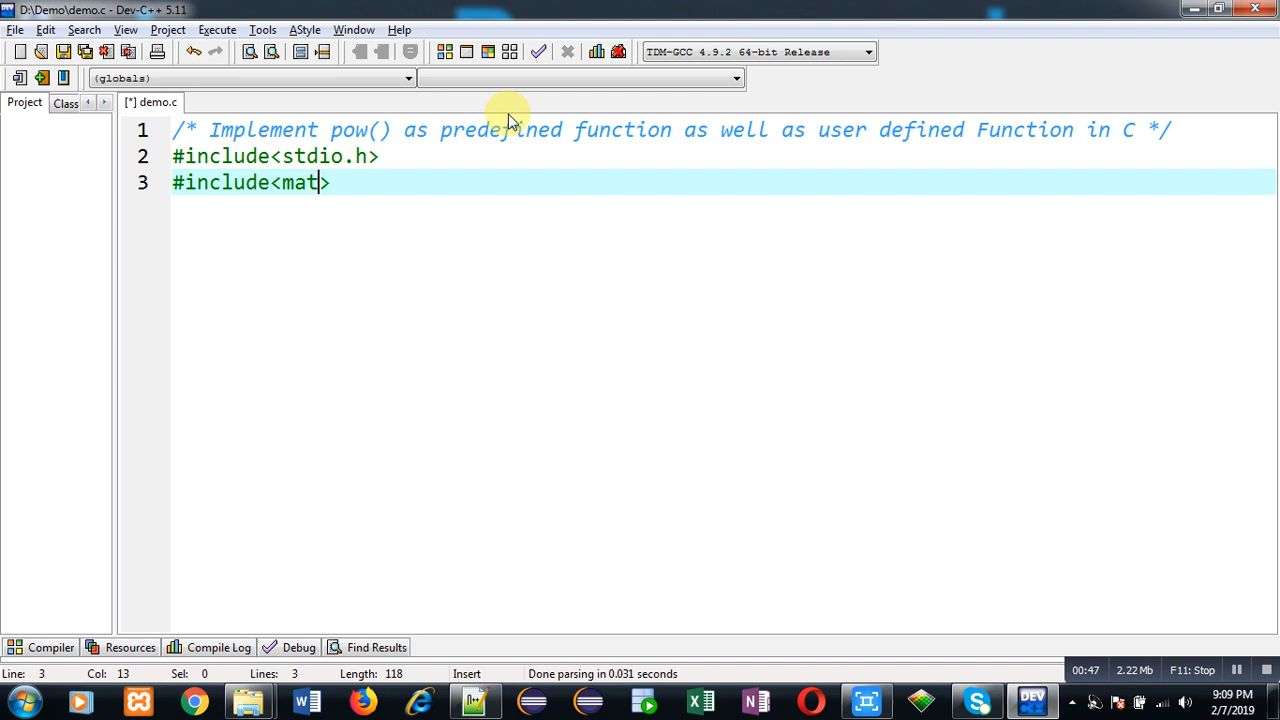 D:\Demo\demo.c - Dev-C++ 5.11
File Edit Search View Project Execute Tools AStyle Window Help
TDM-GCC 4.9.2 64-bit Release
(globals)
Project Class [*] demo.c
1 /* Implement pow() as predefined function as well as user defined Function in C */
2 #include<stdio.h>
3 #include<mat>
Compiler Resources Compile Log Debug Find Results
Line: 3 Col: 13 Sel: 0 Lines: 3 Length: 118 Insert Done parsing in 0.031 seconds
00:47 2.22 Mb F11: Stop
9:09 PM
2/7/2019